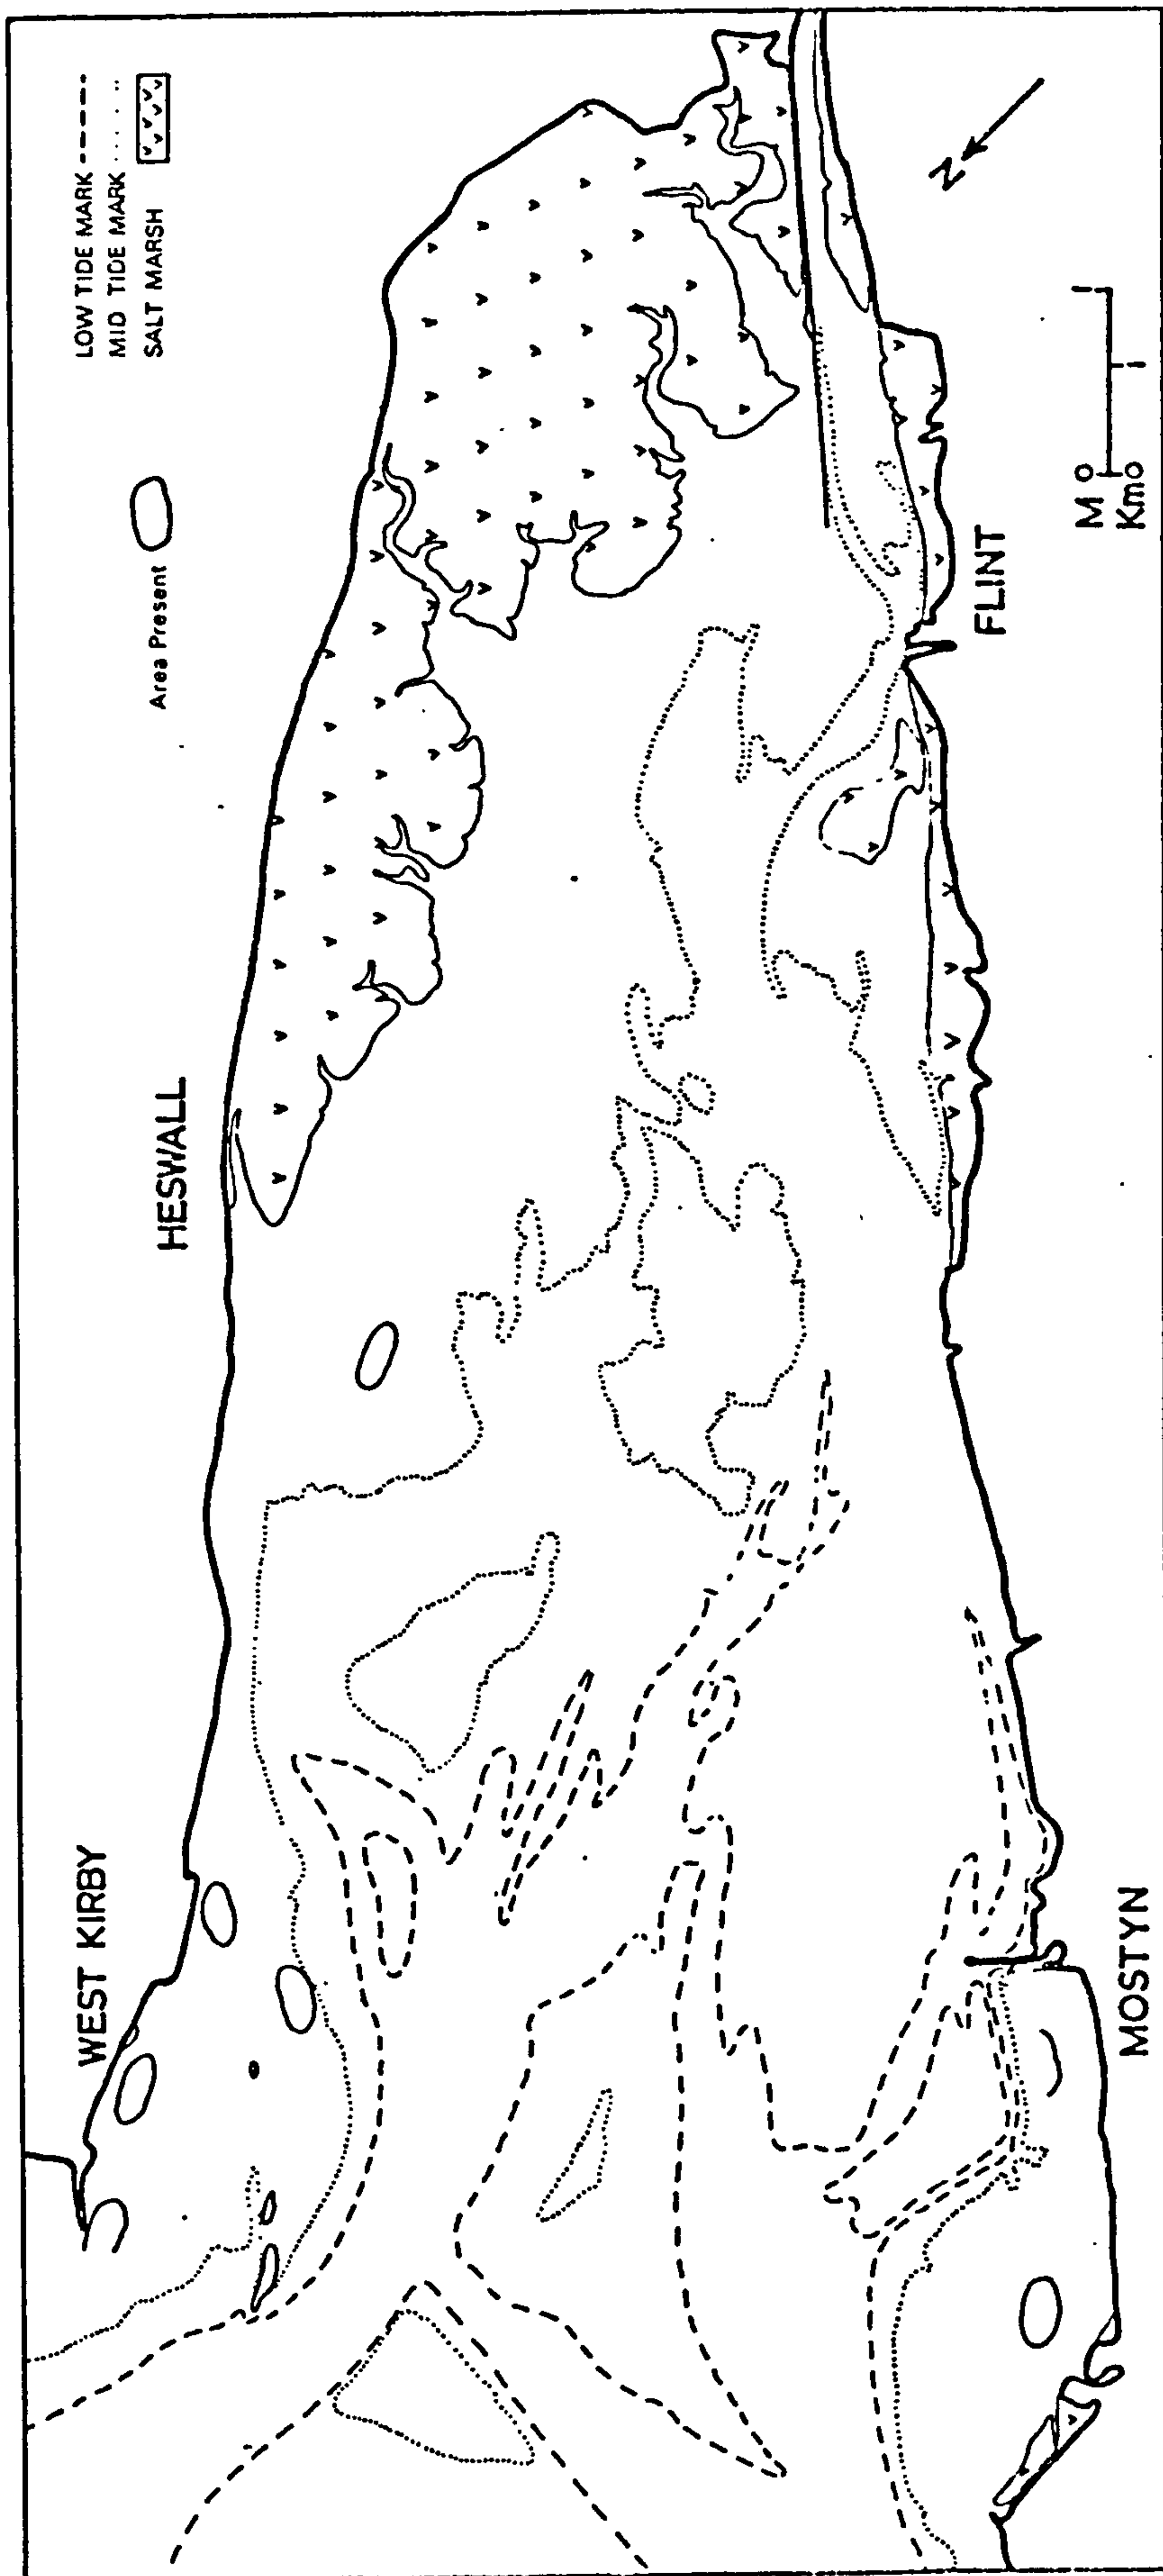 LOW TIDE MARK
MID TIDE MARK
SALT MARSH
Area Present
HESWALL
WEST KIRBY
N
M 0 1
Km 0 1
FLINT
MOSTYN